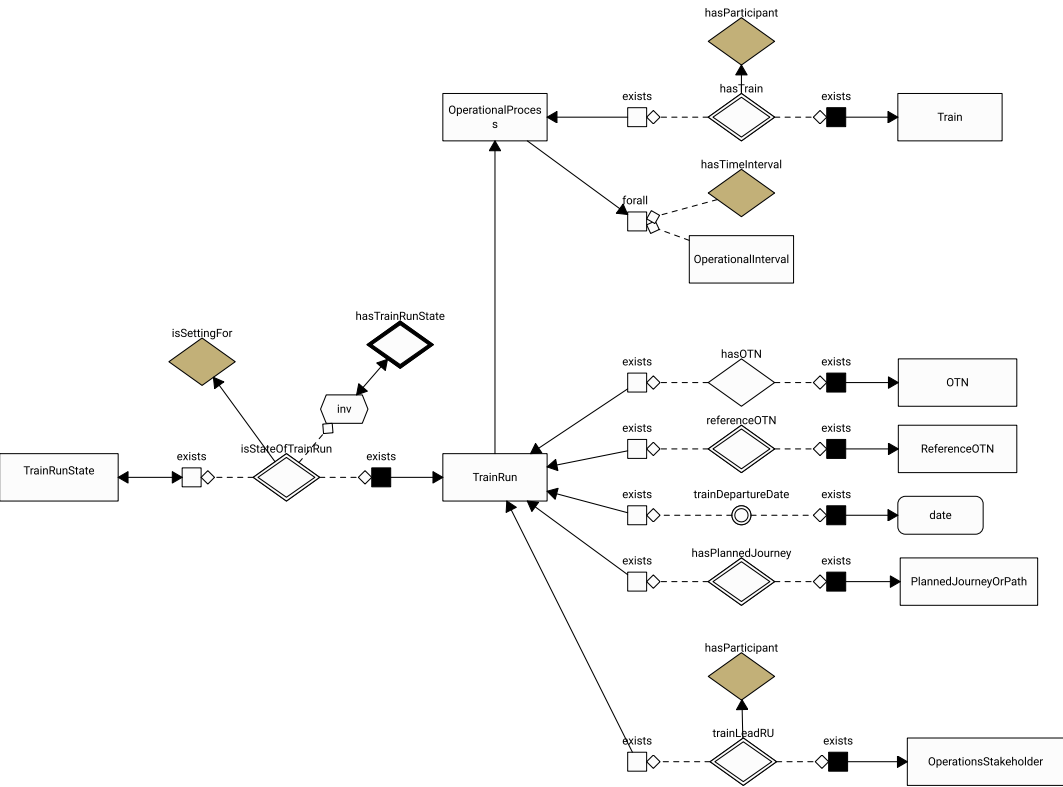 hasParticipant
hasTrain
exists
exists
OperationalProces
s
Train
hasTimeInterval
forall
OperationalInterval
hasTrainRunState
isSettingFor
inv
isStateOfTrainRun
exists
exists
TrainRunState
TrainRun
hasOTN
exists
exists
OTN
referenceOTN
exists
exists
ReferenceOTN
trainDepartureDate
exists
exists
date
hasPlannedJourney
exists
exists
PlannedJourneyOrPath
hasParticipant
trainLeadRU
exists
exists
OperationsStakeholder